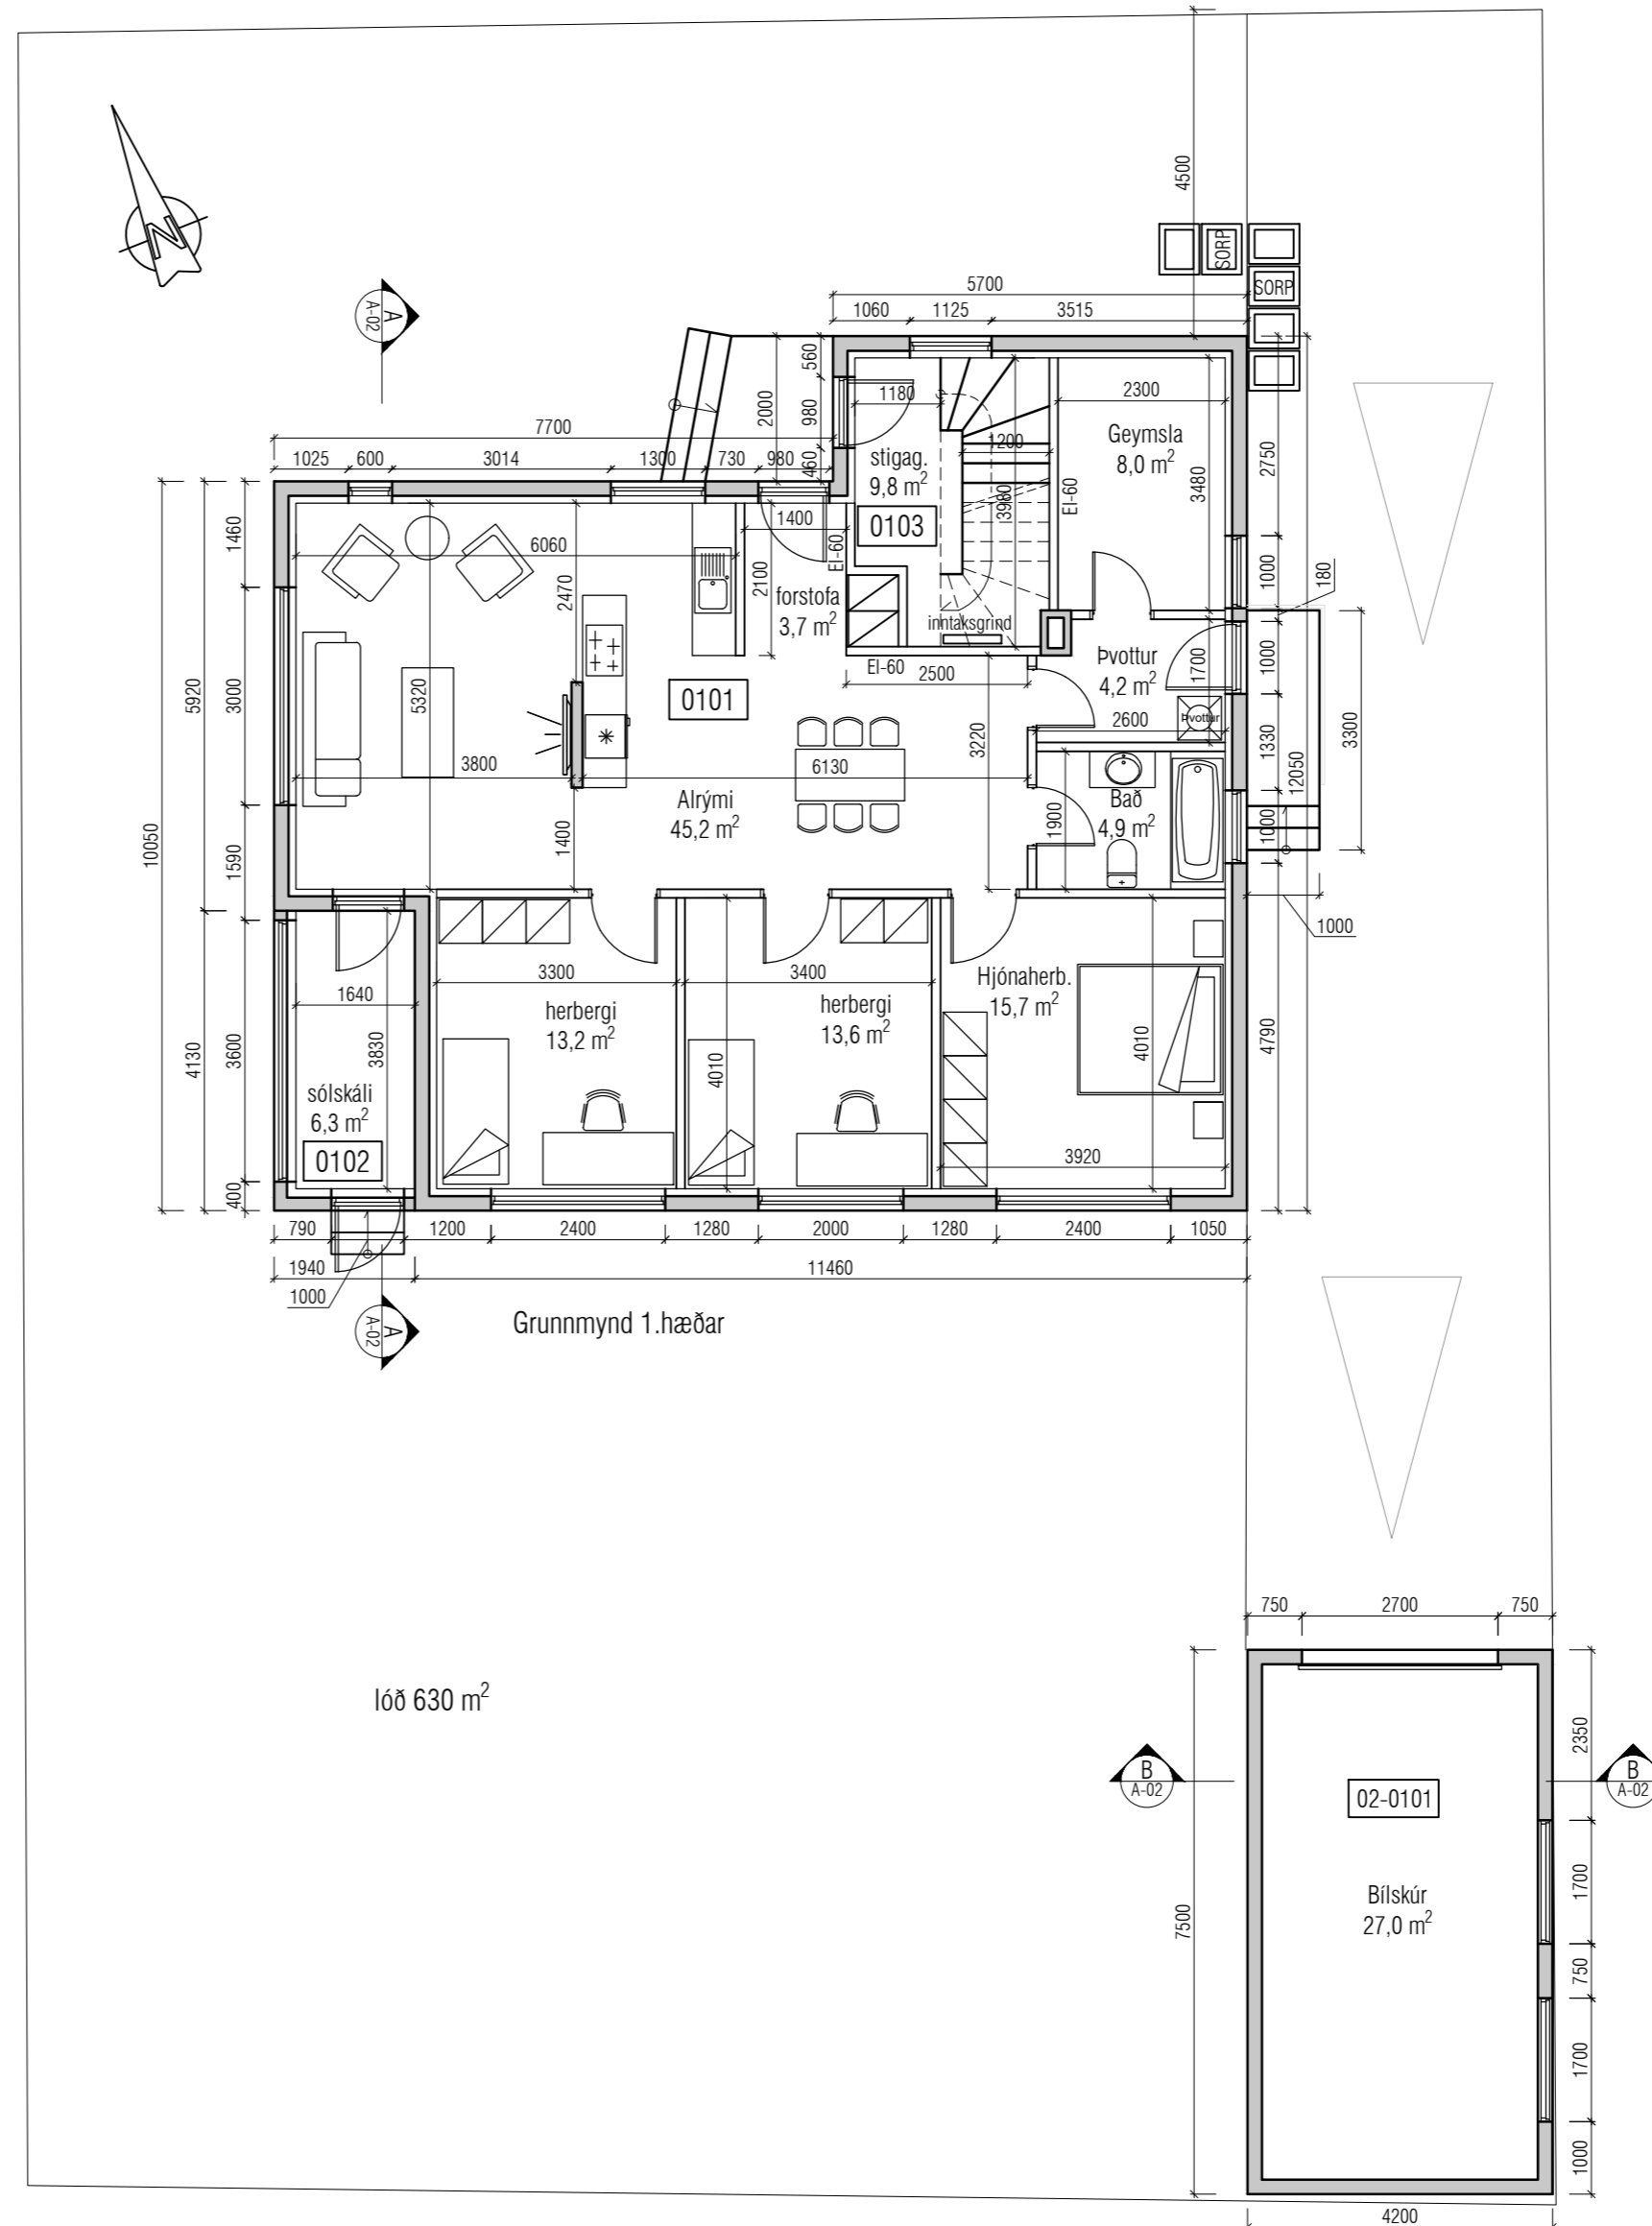 4500
N
SORP
SORP
A
A-02
5700
1060
1125
3515
560
980
460
2000
7700
1025
600
3014
1300
730
980
1180
1200
2300
Geymsla
8,0 m²
stigag.
9,8 m²
0103
3980
EI-60
3480
2750
1000
180
1460
6060
2470
1400
2100
EI-60
forstofa
3,7 m²
inntaksgrind
EI-60
2500
Þvottur
4,2 m²
1700
Þvottur
2600
1000
1330
12050
3300
10050
5920
3000
5320
0101
3220
3800
6130
Alrými
45,2 m²
1400
Bað
4,9 m²
1900
1000
1000
1590
4130
3600
400
1640
3830
sólskáli
6,3 m²
0102
3300
herbergi
13,2 m²
3400
herbergi
13,6 m²
4010
Hjónaherb.
15,7 m²
4010
3920
4790
790
1200
2400
1280
2000
1280
2400
1050
1940
11460
1000
A
A-02
Grunnmynd 1.hæðar
750
2700
750
lóð 630 m²
2350
B
A-02
02-0101
B
A-02
7500
Bílskúr
27,0 m²
1700
750
1700
1000
4200